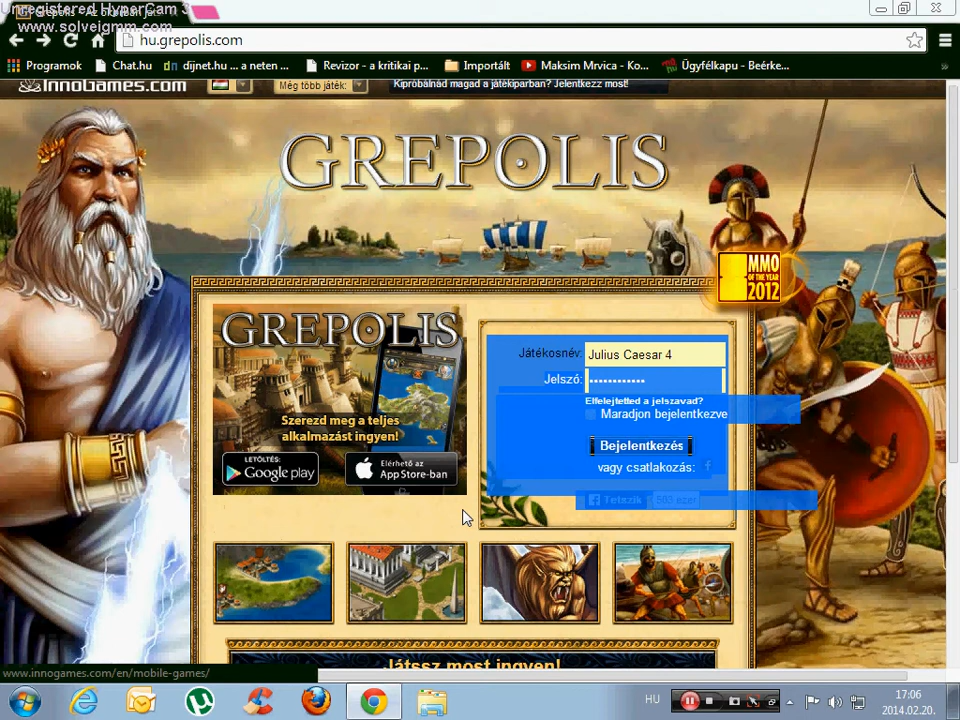 Unregistered HyperCam 3
www.solveigmm.com
hu.grepolis.com
Programok
Chat.hu
dn dijnet.hu ... a neten ...
Revizor - a kritikai p...
Importált
Maksim Mrvica - Ko...
Ügyfélkapu - Beérke...
»
InnoGames.com
Még több játék:
Kipróbálnád magad a játékiparban? Jelentkezz most!
GREPOLIS
MMO
OF THE YEAR
2012
GREPOLIS
Szerezd meg a teljes
alkalmazást ingyen!
LETÖLTÉS:
Google play
Elérhető az
App Store-ban
Játékosnév:
Julius Caesar 4
Jelszó:
Elfelejtetted a jelszavad?
Maradjon bejelentkezve
Bejelentkezés
vagy csatlakozás:
Tetszik
503 ezer
Játssz most ingyen!
www.innogames.com/en/mobile-games/
HU
17:06
2014.02.20.